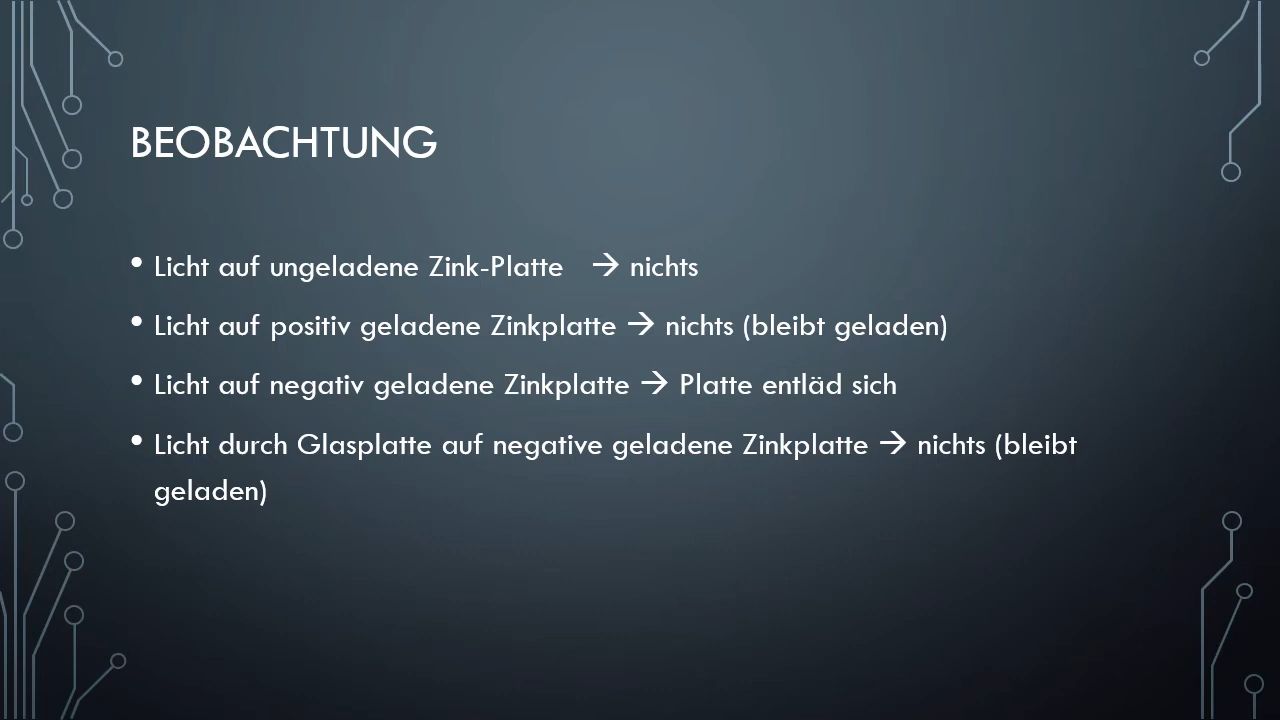 BEOBACHTUNG
• Licht auf ungeladene Zink-Platte → nichts
• Licht auf positiv geladene Zinkplatte → nichts (bleibt geladen)
• Licht auf negativ geladene Zinkplatte → Platte entläd sich
• Licht durch Glasplatte auf negative geladene Zinkplatte → nichts (bleibt
geladen)